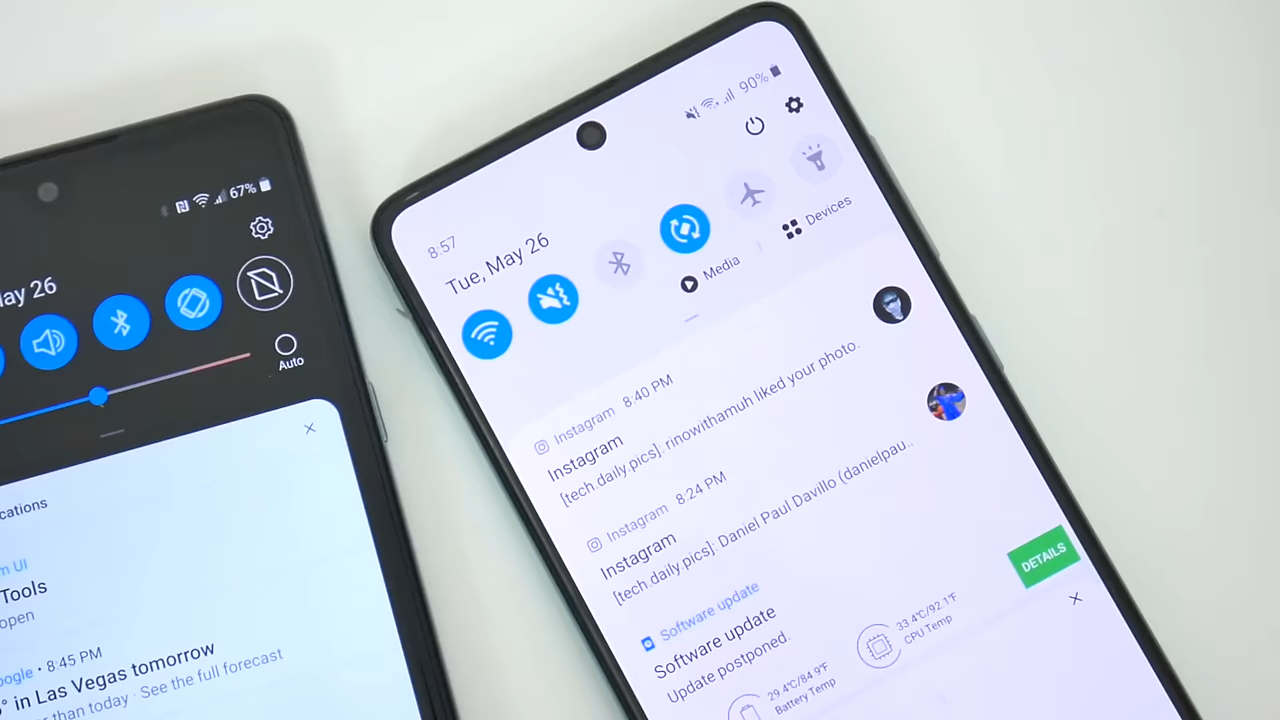 67%
ay 26
Auto
cations
m UI
Tools
open
oogle • 8:45 PM
° in Las Vegas tomorrow
r than today · See the full forecast
90%
8:57
Tue, May 26
Media
Devices
Instagram 8:40 PM
Instagram
[tech.daily.pics]: rinowithamuh liked your photo.
Instagram 8:24 PM
Instagram
[tech.daily.pics]: Daniel Paul Davillo (danielpau..
Software update
Software update
Update postponed.
DETAILS
33.4°C/92.1°F
CPU Temp
29.4°C/84.9°F
Battery Temp